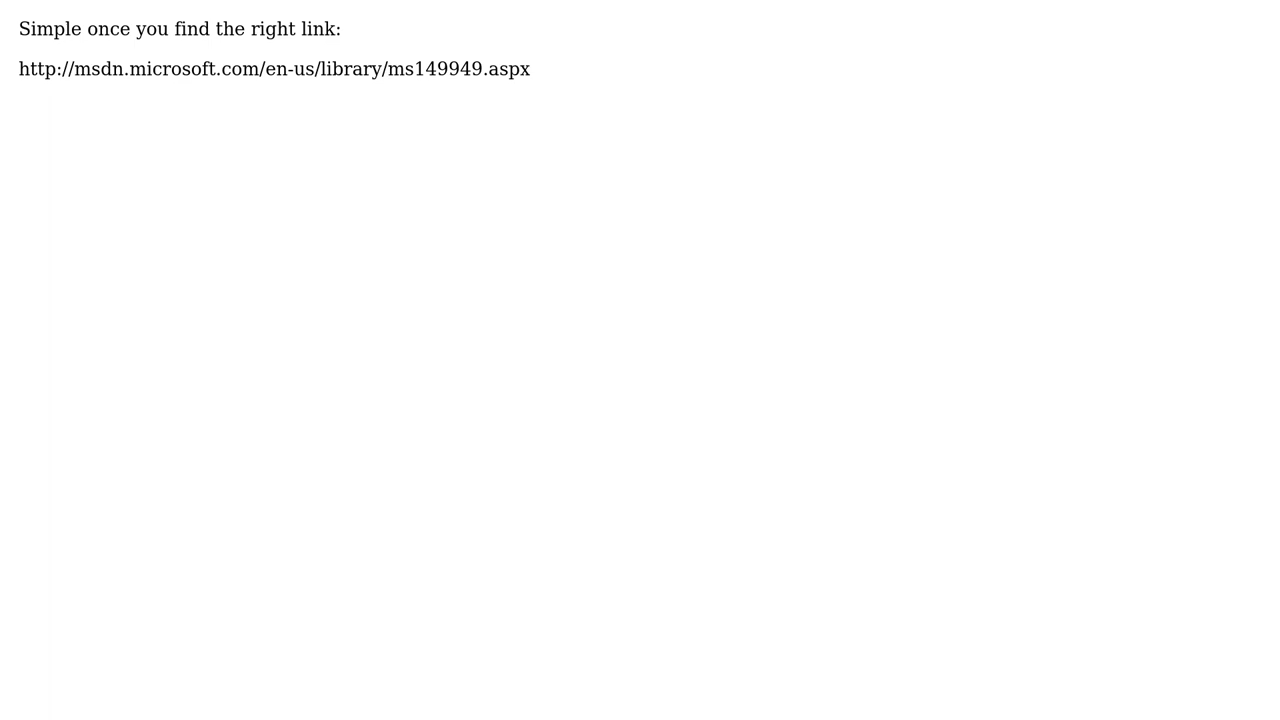 Simple once you find the right link:
http://msdn.microsoft.com/en-us/library/ms149949.aspx